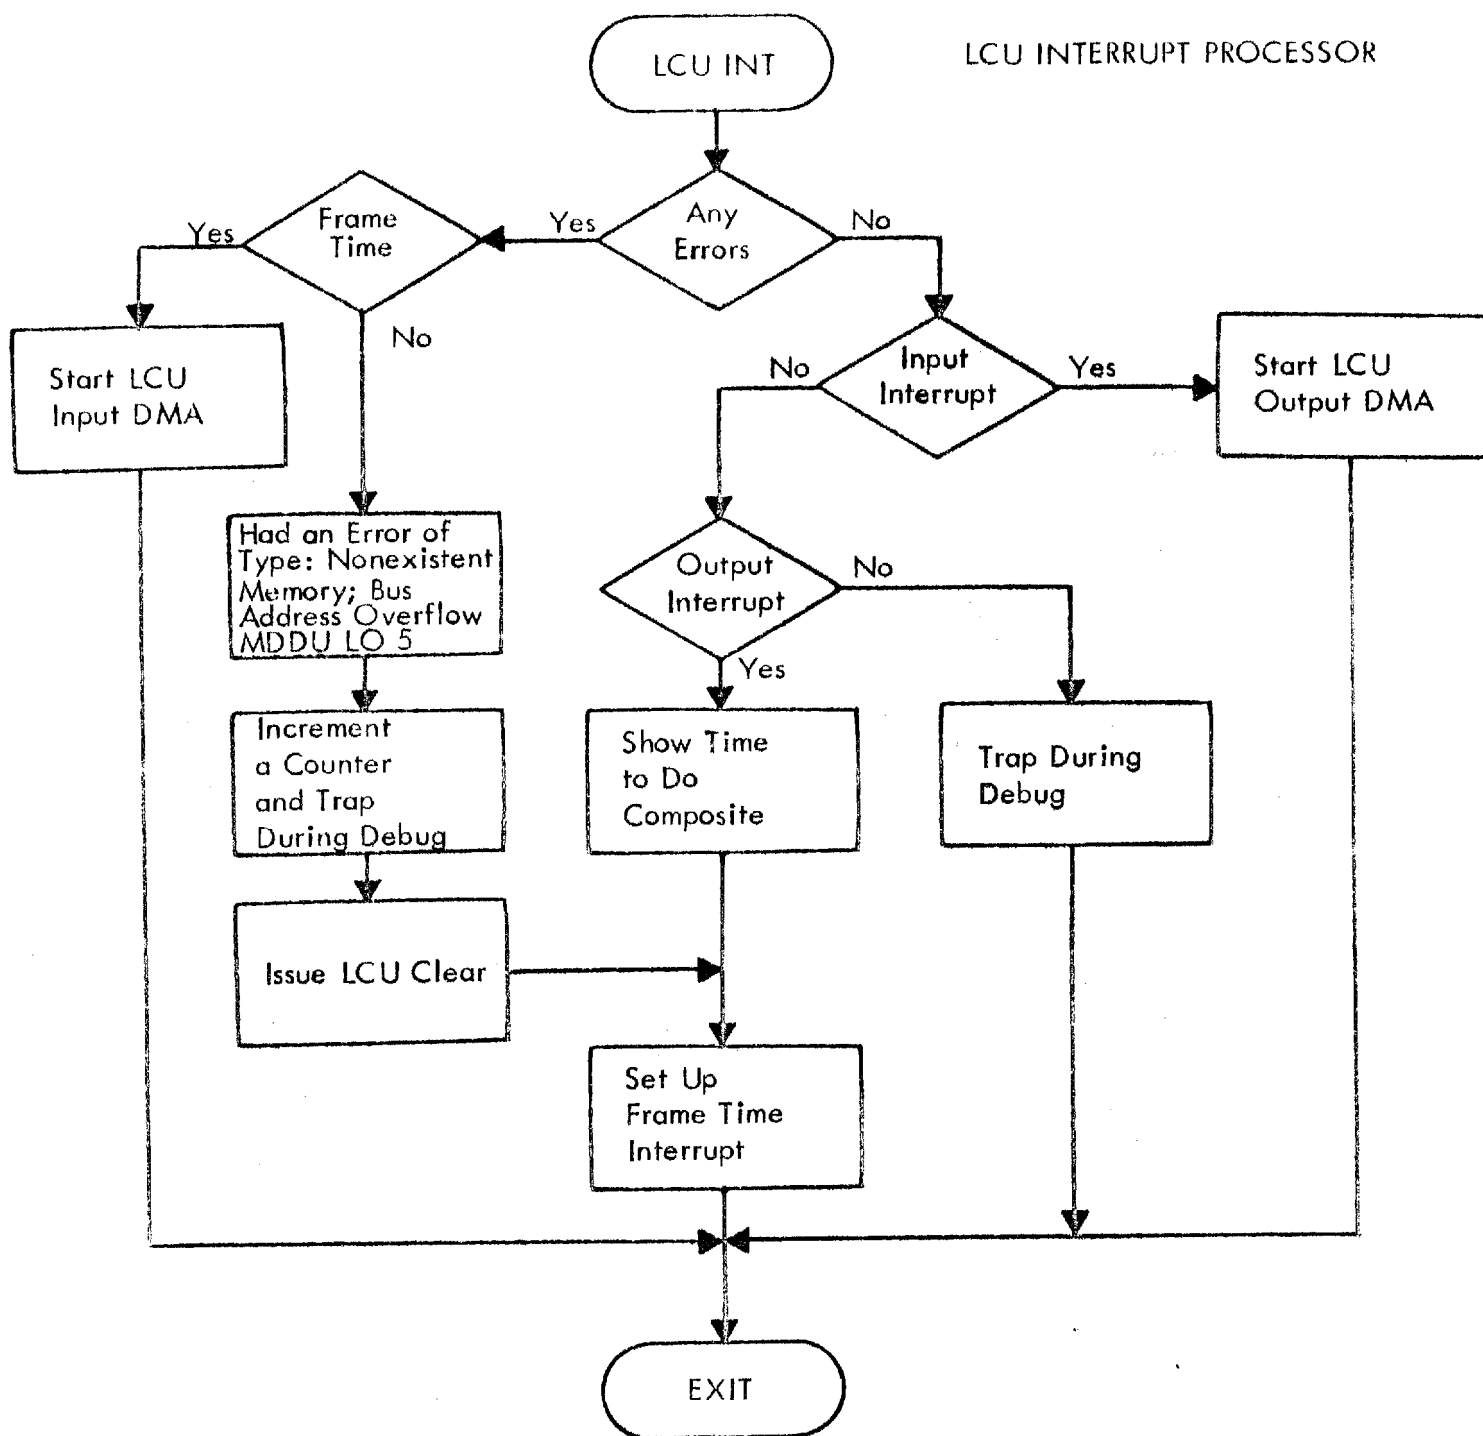 LCU INTERRUPT PROCESSOR
LCU INT
Any
Errors
Yes
No
Frame
Time
Yes
No
Start LCU
Input DMA
Input
Interrupt
No
Yes
Start LCU
Output DMA
Had an Error of
Type: Nonexistent
Memory; Bus
Address Overflow
MDDU LO 5
Output
Interrupt
No
Yes
Increment
a Counter
and Trap
During Debug
Show Time
to Do
Composite
Trap During
Debug
Issue LCU Clear
Set Up
Frame Time
Interrupt
EXIT